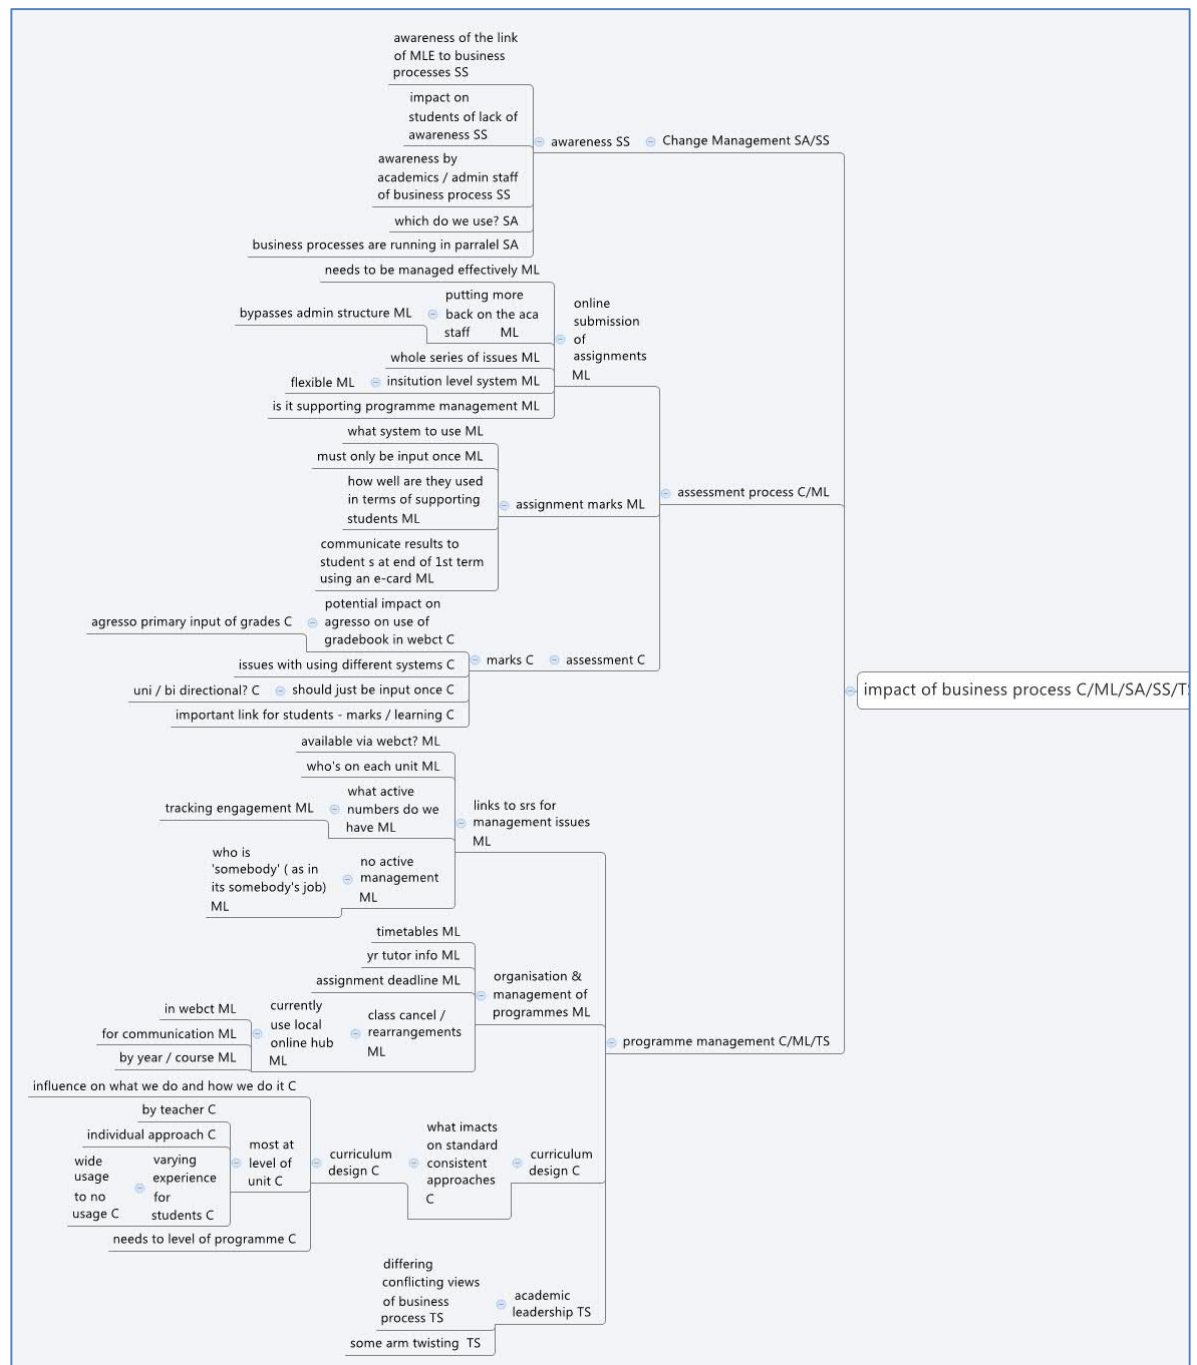 awareness of the link
of MLE to business
processes SS
impact on
students of lack of
awareness SS
awareness by
academics / admin staff
of business process SS
which do we use? SA
business processes are running in parralel SA
awareness SS
Change Management SA/SS
needs to be managed effectively ML
bypasses admin structure ML
putting more
back on the aca
staff ML
whole series of issues ML
flexible ML
insitution level system ML
is it supporting programme management ML
online
submission
of
assignments
ML
what system to use ML
must only be input once ML
how well are they used
in terms of supporting
students ML
communicate results to
student s at end of 1st term
using an e-card ML
assignment marks ML
assessment process C/ML
agresso primary input of grades C
potential impact on
agresso on use of
gradebook in webct C
issues with using different systems C
uni / bi directional? C
should just be input once C
important link for students - marks / learning C
marks C
assessment C
impact of business process C/ML/SA/SS/TS
available via webct? ML
who's on each unit ML
tracking engagement ML
what active
numbers do we
have ML
who is
'somebody' ( as in
its somebody's job)
ML
no active
management
ML
links to srs for
management issues
ML
timetables ML
yr tutor info ML
assignment deadline ML
in webct ML
for communication ML
by year / course ML
currently
use local
online hub
ML
class cancel /
rearrangements
ML
organisation &
management of
programmes ML
programme management C/ML/TS
influence on what we do and how we do it C
by teacher C
individual approach C
wide
usage
to no
usage C
varying
experience
for
students C
most at
level of
unit C
needs to level of programme C
curriculum
design C
what imacts
on standard
consistent
approaches
C
curriculum
design C
differing
conflicting views
of business
process TS
some arm twisting TS
academic
leadership TS